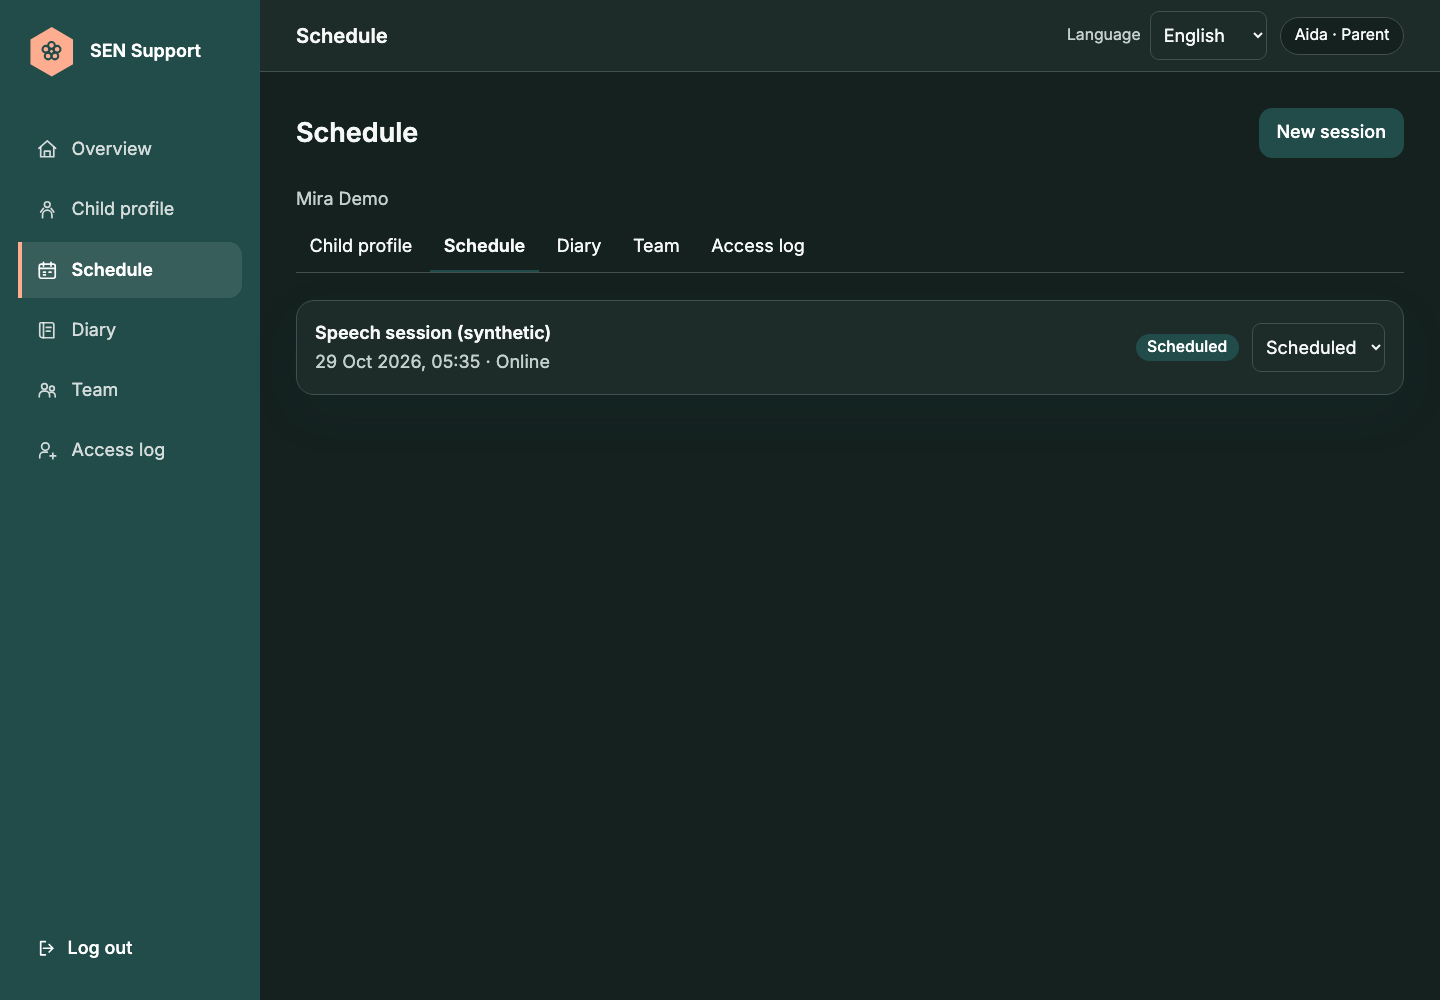 SEN Support
Overview
Child profile
Schedule
Diary
Team
Access log
Log out
Schedule
Language
English
Aida · Parent
Schedule
New session
Mira Demo
Child profile
Schedule
Diary
Team
Access log
Speech session (synthetic)
29 Oct 2026, 05:35 · Online
Scheduled
Scheduled